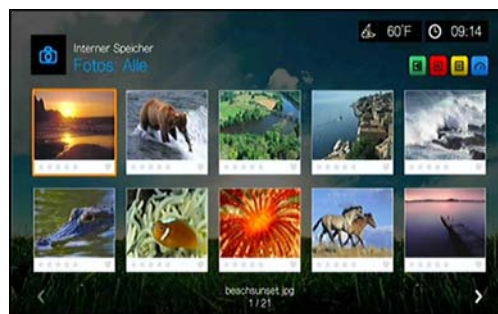 60°F 09:14
Interner Speicher
Fotos: Alle
beachsunset.jpg
1 / 21